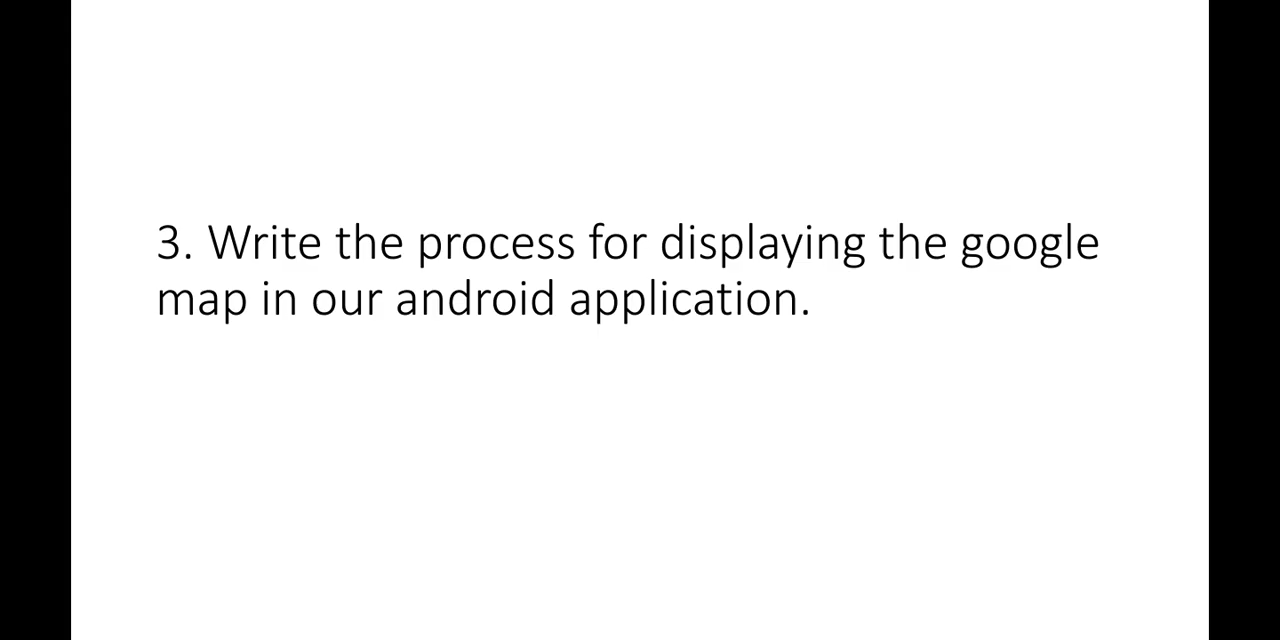 3. Write the process for displaying the google
map in our android application.